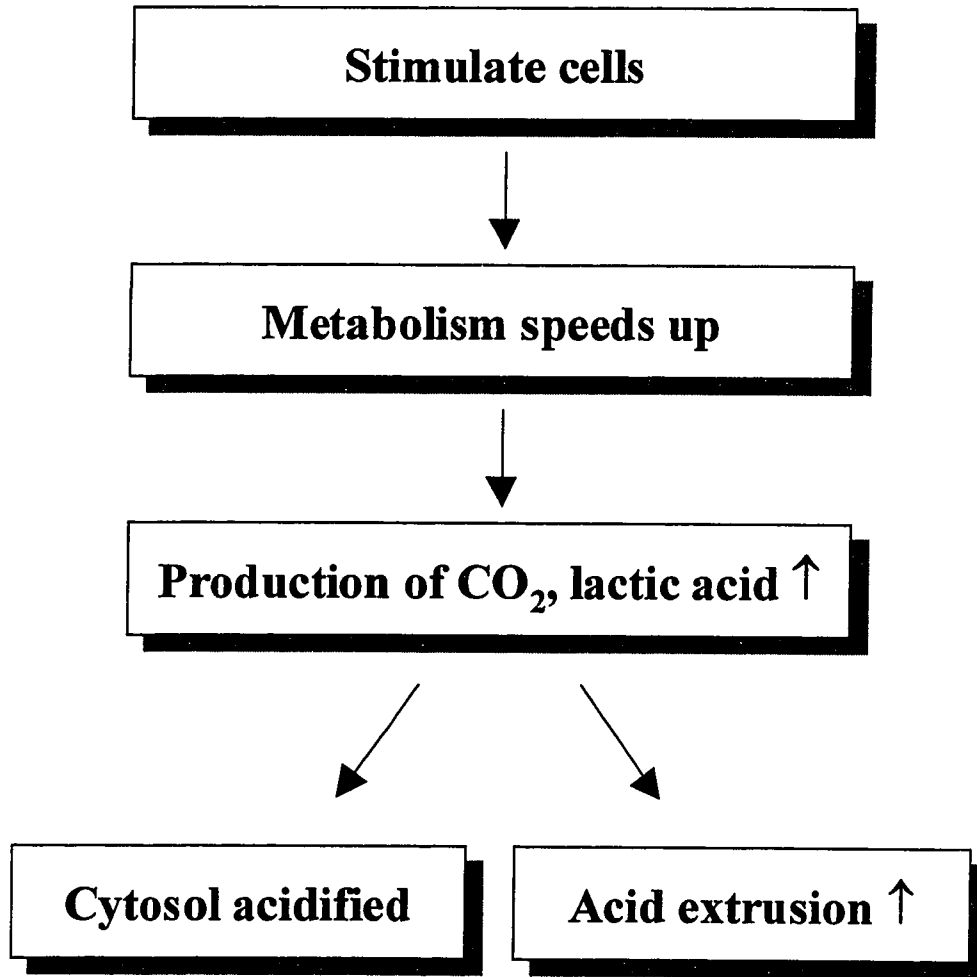 Stimulate cells
Metabolism speeds up
Production of CO₂, lactic acid ↑
Cytosol acidified
Acid extrusion ↑